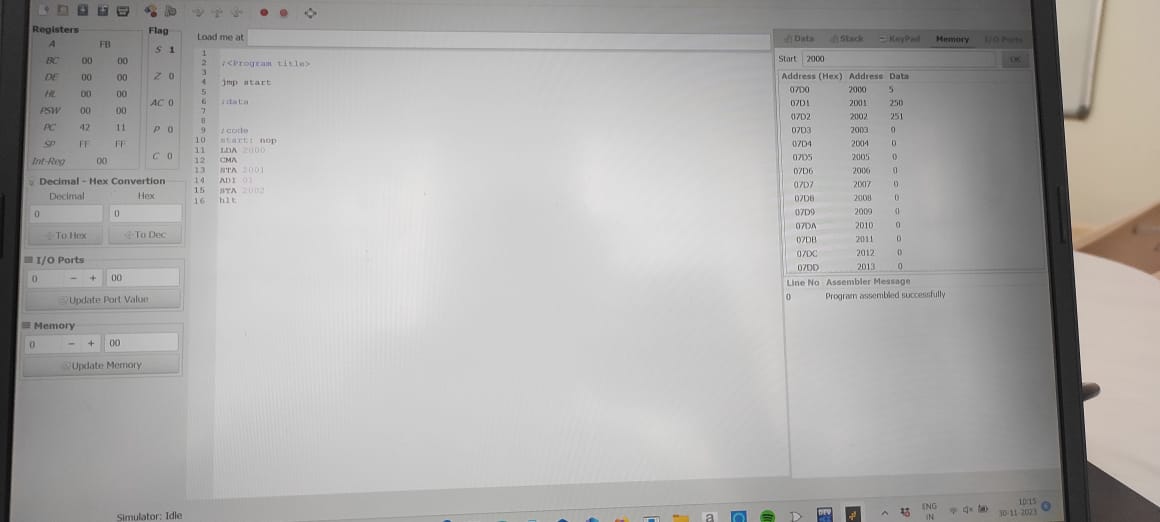 Registers
A FB
BC 00 00
DE 00 00
HL 00 00
PSW 00 00
PC 42 11
SP FF FF
Int-Reg 00
Flag
S 1
Z 0
AC 0
P 0
C 0
Decimal - Hex Convertion
Decimal Hex
0 0
To Hex To Dec
I/O Ports
0 - + 00
Update Port Value
Memory
0 - + 00
Update Memory
Simulator: Idle
Load me at
1
2 ;<Program title>
3
4 jmp start
5
6 ;data
7
8
9 ;code
10 start: nop
11 LDA 2000
12 CMA
13 STA 2001
14 ADI 01
15 STA 2002
16 hlt
Data Stack KeyPad Memory I/O Ports
Start 2000 OK
Address (Hex) Address Data
07D0 2000 5
07D1 2001 250
07D2 2002 251
07D3 2003 0
07D4 2004 0
07D5 2005 0
07D6 2006 0
07D7 2007 0
07D8 2008 0
07D9 2009 0
07DA 2010 0
07DB 2011 0
07DC 2012 0
07DD 2013 0
Line No Assembler Message
0 Program assembled successfully
ENG
IN
10:15
30-11-2023